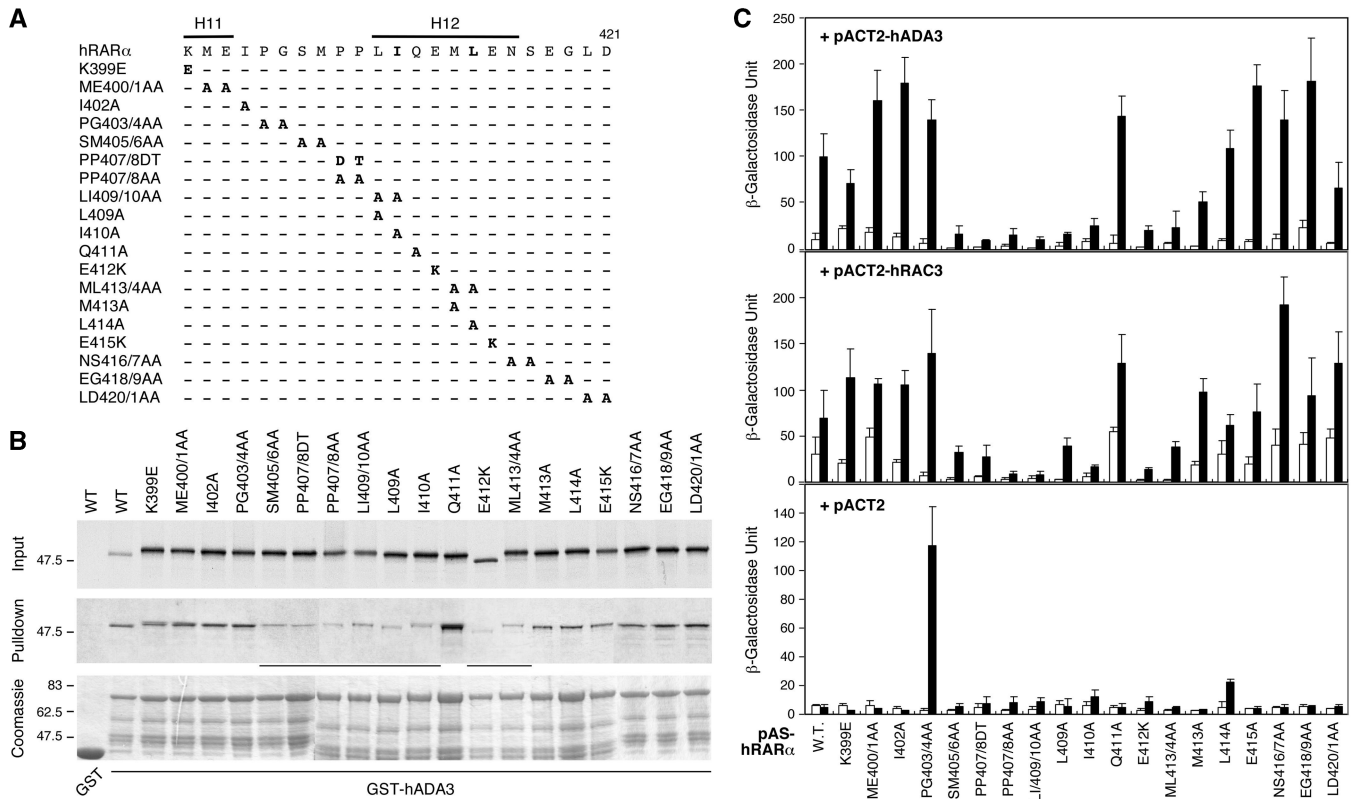 A
H11
H12
421
hRARα K M E I P G S M P P L I Q E M L E N S E G L D
K399E E – – – – – – – – – – – – – – – – – – – – – –
ME400/1AA – A A – – – – – – – – – – – – – – – – – – – –
I402A – – – A – – – – – – – – – – – – – – – – – – –
PG403/4AA – – – – A A – – – – – – – – – – – – – – – – –
SM405/6AA – – – – – – A A – – – – – – – – – – – – – – –
PP407/8DT – – – – – – – – D T – – – – – – – – – – – – –
PP407/8AA – – – – – – – – A A – – – – – – – – – – – – –
LI409/10AA – – – – – – – – – – A A – – – – – – – – – – –
L409A – – – – – – – – – – A – – – – – – – – – – – –
I410A – – – – – – – – – – – A – – – – – – – – – – –
Q411A – – – – – – – – – – – – A – – – – – – – – – –
E412K – – – – – – – – – – – – – K – – – – – – – – –
ML413/4AA – – – – – – – – – – – – – – A A – – – – – – –
M413A – – – – – – – – – – – – – – A – – – – – – – –
L414A – – – – – – – – – – – – – – – A – – – – – – –
E415K – – – – – – – – – – – – – – – – K – – – – – –
NS416/7AA – – – – – – – – – – – – – – – – – A A – – – –
EG418/9AA – – – – – – – – – – – – – – – – – – – A A – –
LD420/1AA – – – – – – – – – – – – – – – – – – – – – A A
B
WT WT K399E ME400/1AA I402A PG403/4AA SM405/6AA PP407/8DT PP407/8AA LI409/10AA L409A I410A Q411A E412K ML413/4AA M413A L414A E415K NS416/7AA EG418/9AA LD420/1AA
Input
47.5
Pulldown
47.5
Coomassie
83
62.5
47.5
GST
GST-hADA3
C
+ pACT2-hADA3
β-Galactosidase Unit
250
200
150
100
50
0
+ pACT2-hRAC3
β-Galactosidase Unit
200
150
100
50
0
+ pACT2
β-Galactosidase Unit
140
120
100
80
60
40
20
0
pAS-
hRARα
W.T. K399E ME400/1AA I402A PG403/4AA SM405/6AA PP407/8DT PP407/8AA LI/409/10AA L409A I410A Q411A E412K ML413/4AA M413A L414A E415A NS416/7AA EG418/9AA LD420/1AA